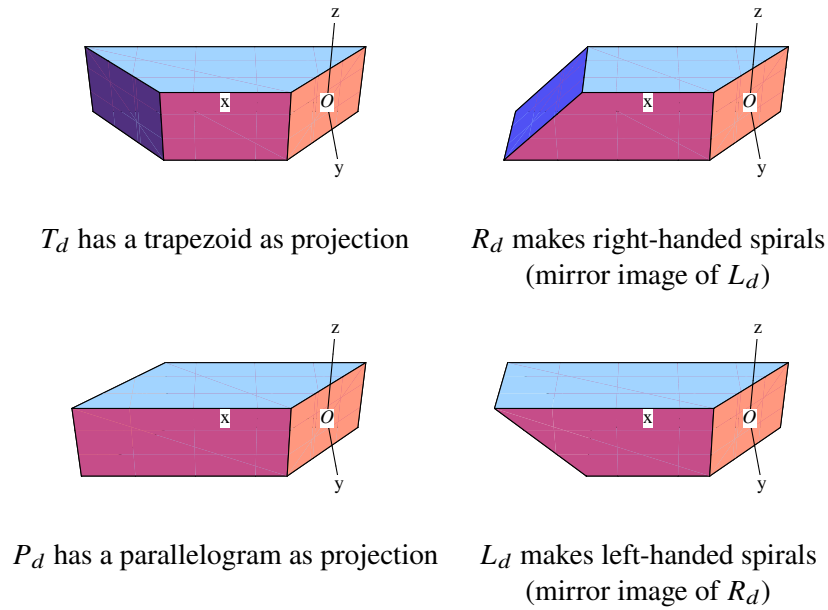 z z
x O x O
y y
T_d has a trapezoid as projection R_d makes right-handed spirals
(mirror image of L_d)
z z
x O x O
y y
P_d has a parallelogram as projection L_d makes left-handed spirals
(mirror image of R_d)